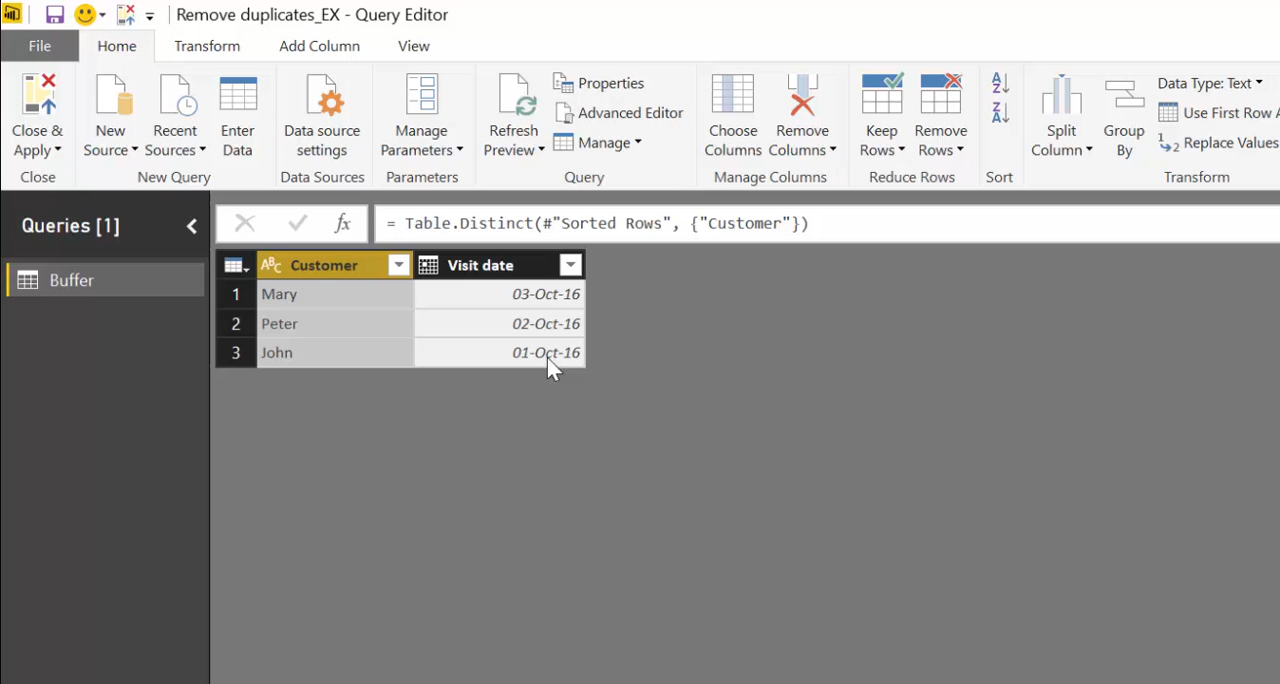 Remove duplicates_EX - Query Editor
File Home Transform Add Column View
Close & Apply
New Source
Recent Sources
Enter Data
Data source settings
Manage Parameters
Refresh Preview
Properties
Advanced Editor
Manage
Choose Columns
Remove Columns
Keep Rows
Remove Rows
Split Column
Group By
Data Type: Text
Use First Row A
Replace Values
Close New Query Data Sources Parameters Query Manage Columns Reduce Rows Sort Transform
Queries [1]
fx = Table.Distinct(#"Sorted Rows", {"Customer"})
Buffer
ABC Customer Visit date
1 Mary 03-Oct-16
2 Peter 02-Oct-16
3 John 01-Oct-16